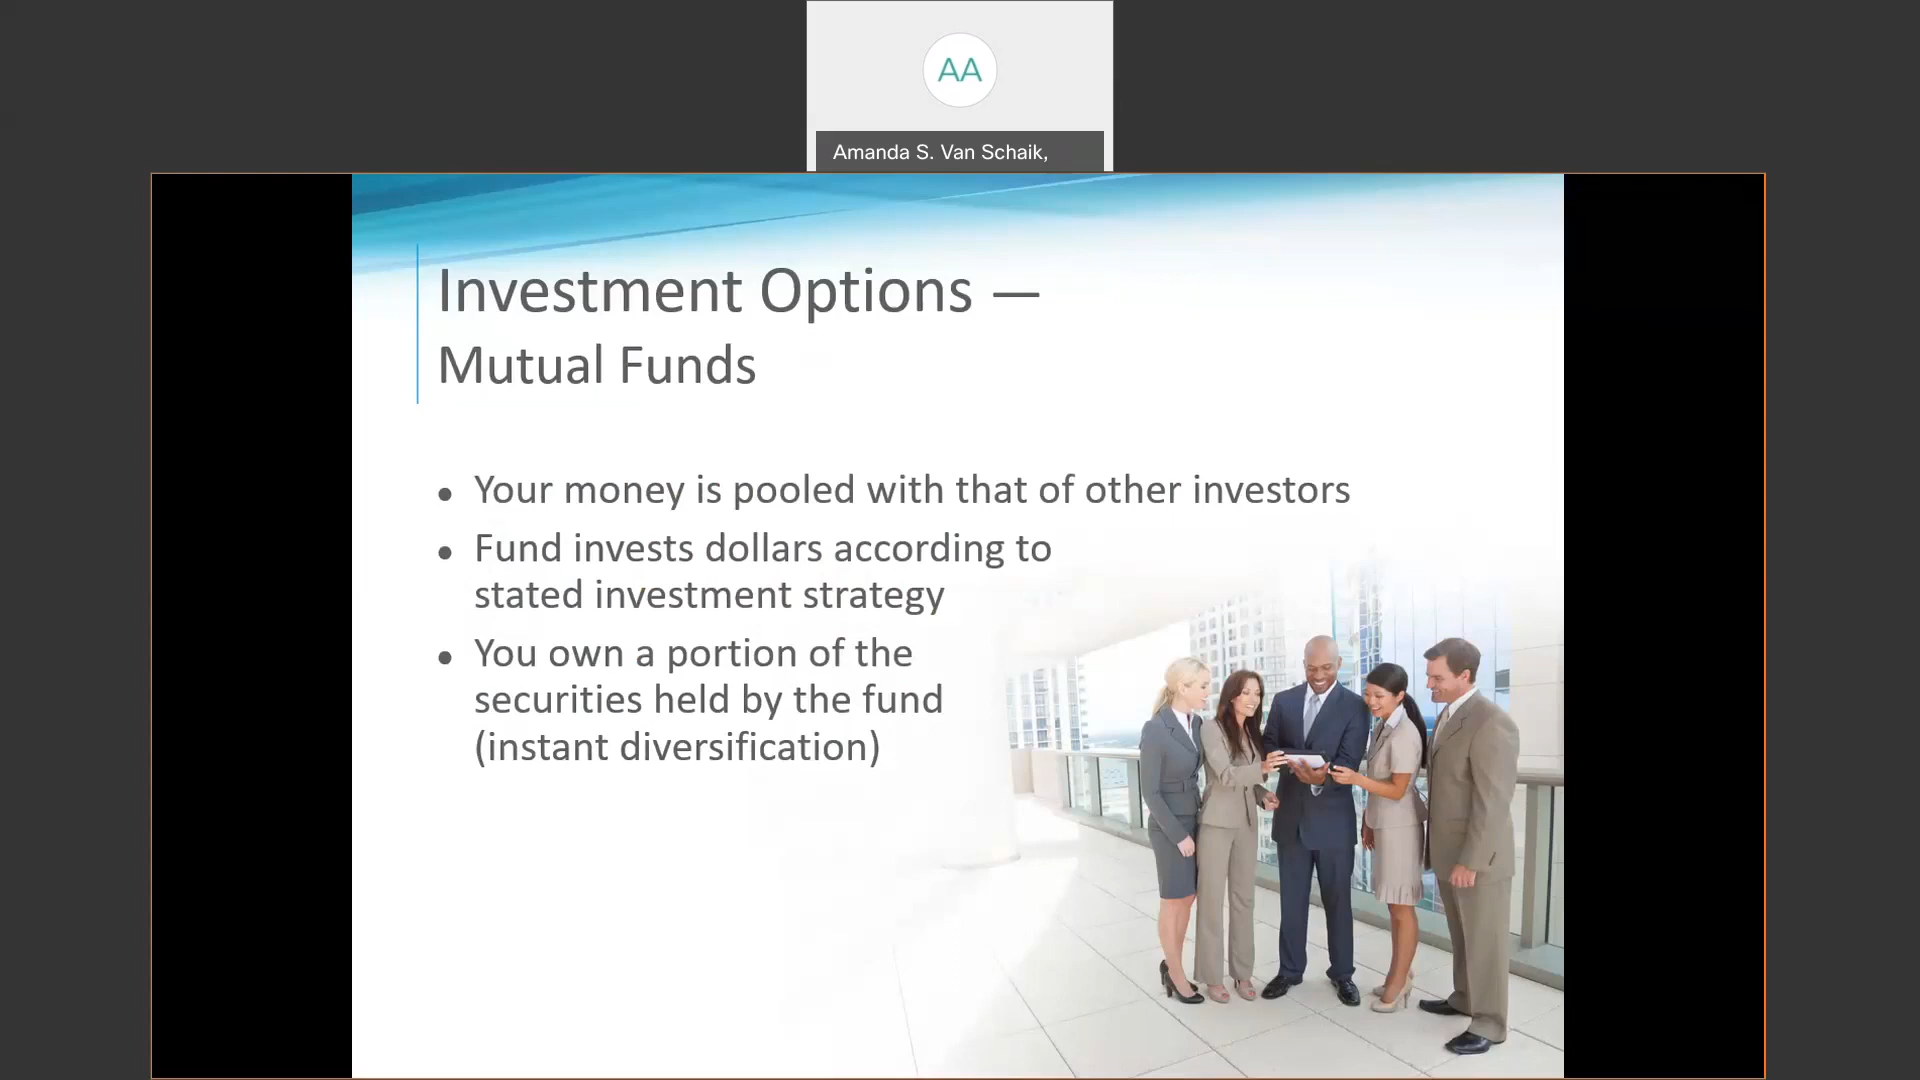 AA
Amanda S. Van Schaik,
Investment Options —
Mutual Funds
• Your money is pooled with that of other investors
• Fund invests dollars according to
stated investment strategy
• You own a portion of the
securities held by the fund
(instant diversification)